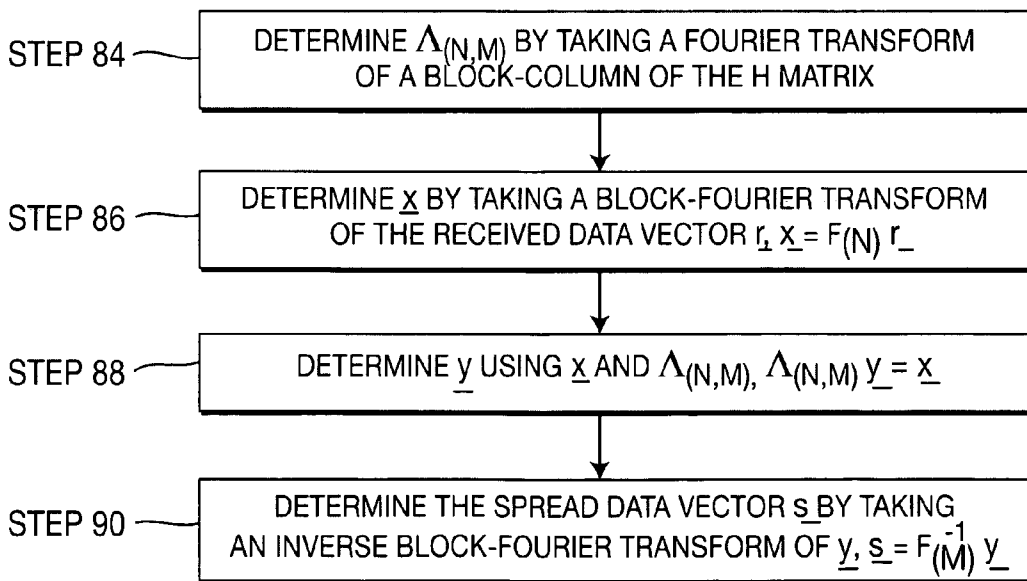 STEP 84
DETERMINE Λ(N,M) BY TAKING A FOURIER TRANSFORM
OF A BLOCK-COLUMN OF THE H MATRIX
STEP 86
DETERMINE x BY TAKING A BLOCK-FOURIER TRANSFORM
OF THE RECEIVED DATA VECTOR r, x = F(N) r
STEP 88
DETERMINE y USING x AND Λ(N,M), Λ(N,M) y = x
STEP 90
DETERMINE THE SPREAD DATA VECTOR s BY TAKING
AN INVERSE BLOCK-FOURIER TRANSFORM OF y, s = F(M)⁻¹ y